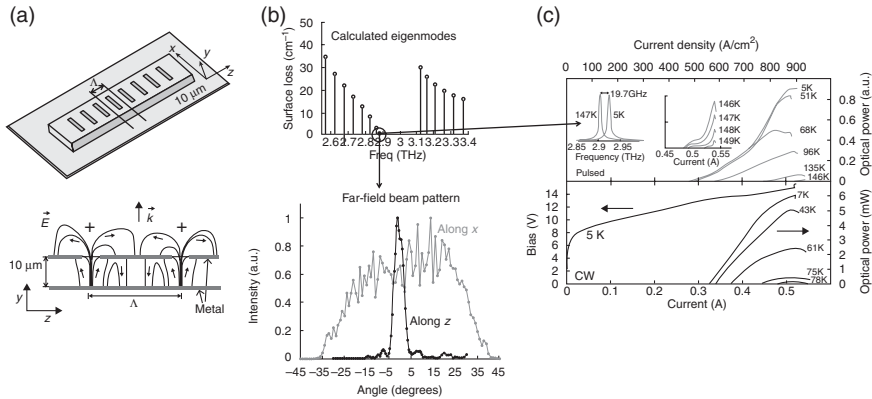 (a)
x
y
z
Λ
10 μm
E
+
k
+
10 μm
y
z
Λ
Metal
(b)
Surface loss (cm⁻¹)
50
40
30
20
10
0
Calculated eigenmodes
2.6 2.7 2.8 2.9 3 3.1 3.2 3.3 3.4
Freq (THz)
Far-field beam pattern
Intensity (a.u.)
1
0.8
0.6
0.4
0.2
0
Along x
Along z
−45 −35 −25 −15 −5 5 15 25 35 45
Angle (degrees)
(c)
Current density (A/cm²)
0 100 200 300 400 500 600 700 800 900
19.7GHz
147K
5K
2.85 2.9 2.95
Frequency (THz)
Pulsed
146K
147K
148K
149K
0.45 0.5 0.55
Current (A)
5K
51K
68K
96K
135K
146K
0.8
0.6
0.4
0.2
0
Optical power (a.u.)
Bias (V)
14
12
10
8
6
4
2
0
5 K
CW
7K
43K
61K
75K
78K
6
5
4
3
2
1
0
Optical power (mW)
0 0.1 0.2 0.3 0.4 0.5
Current (A)